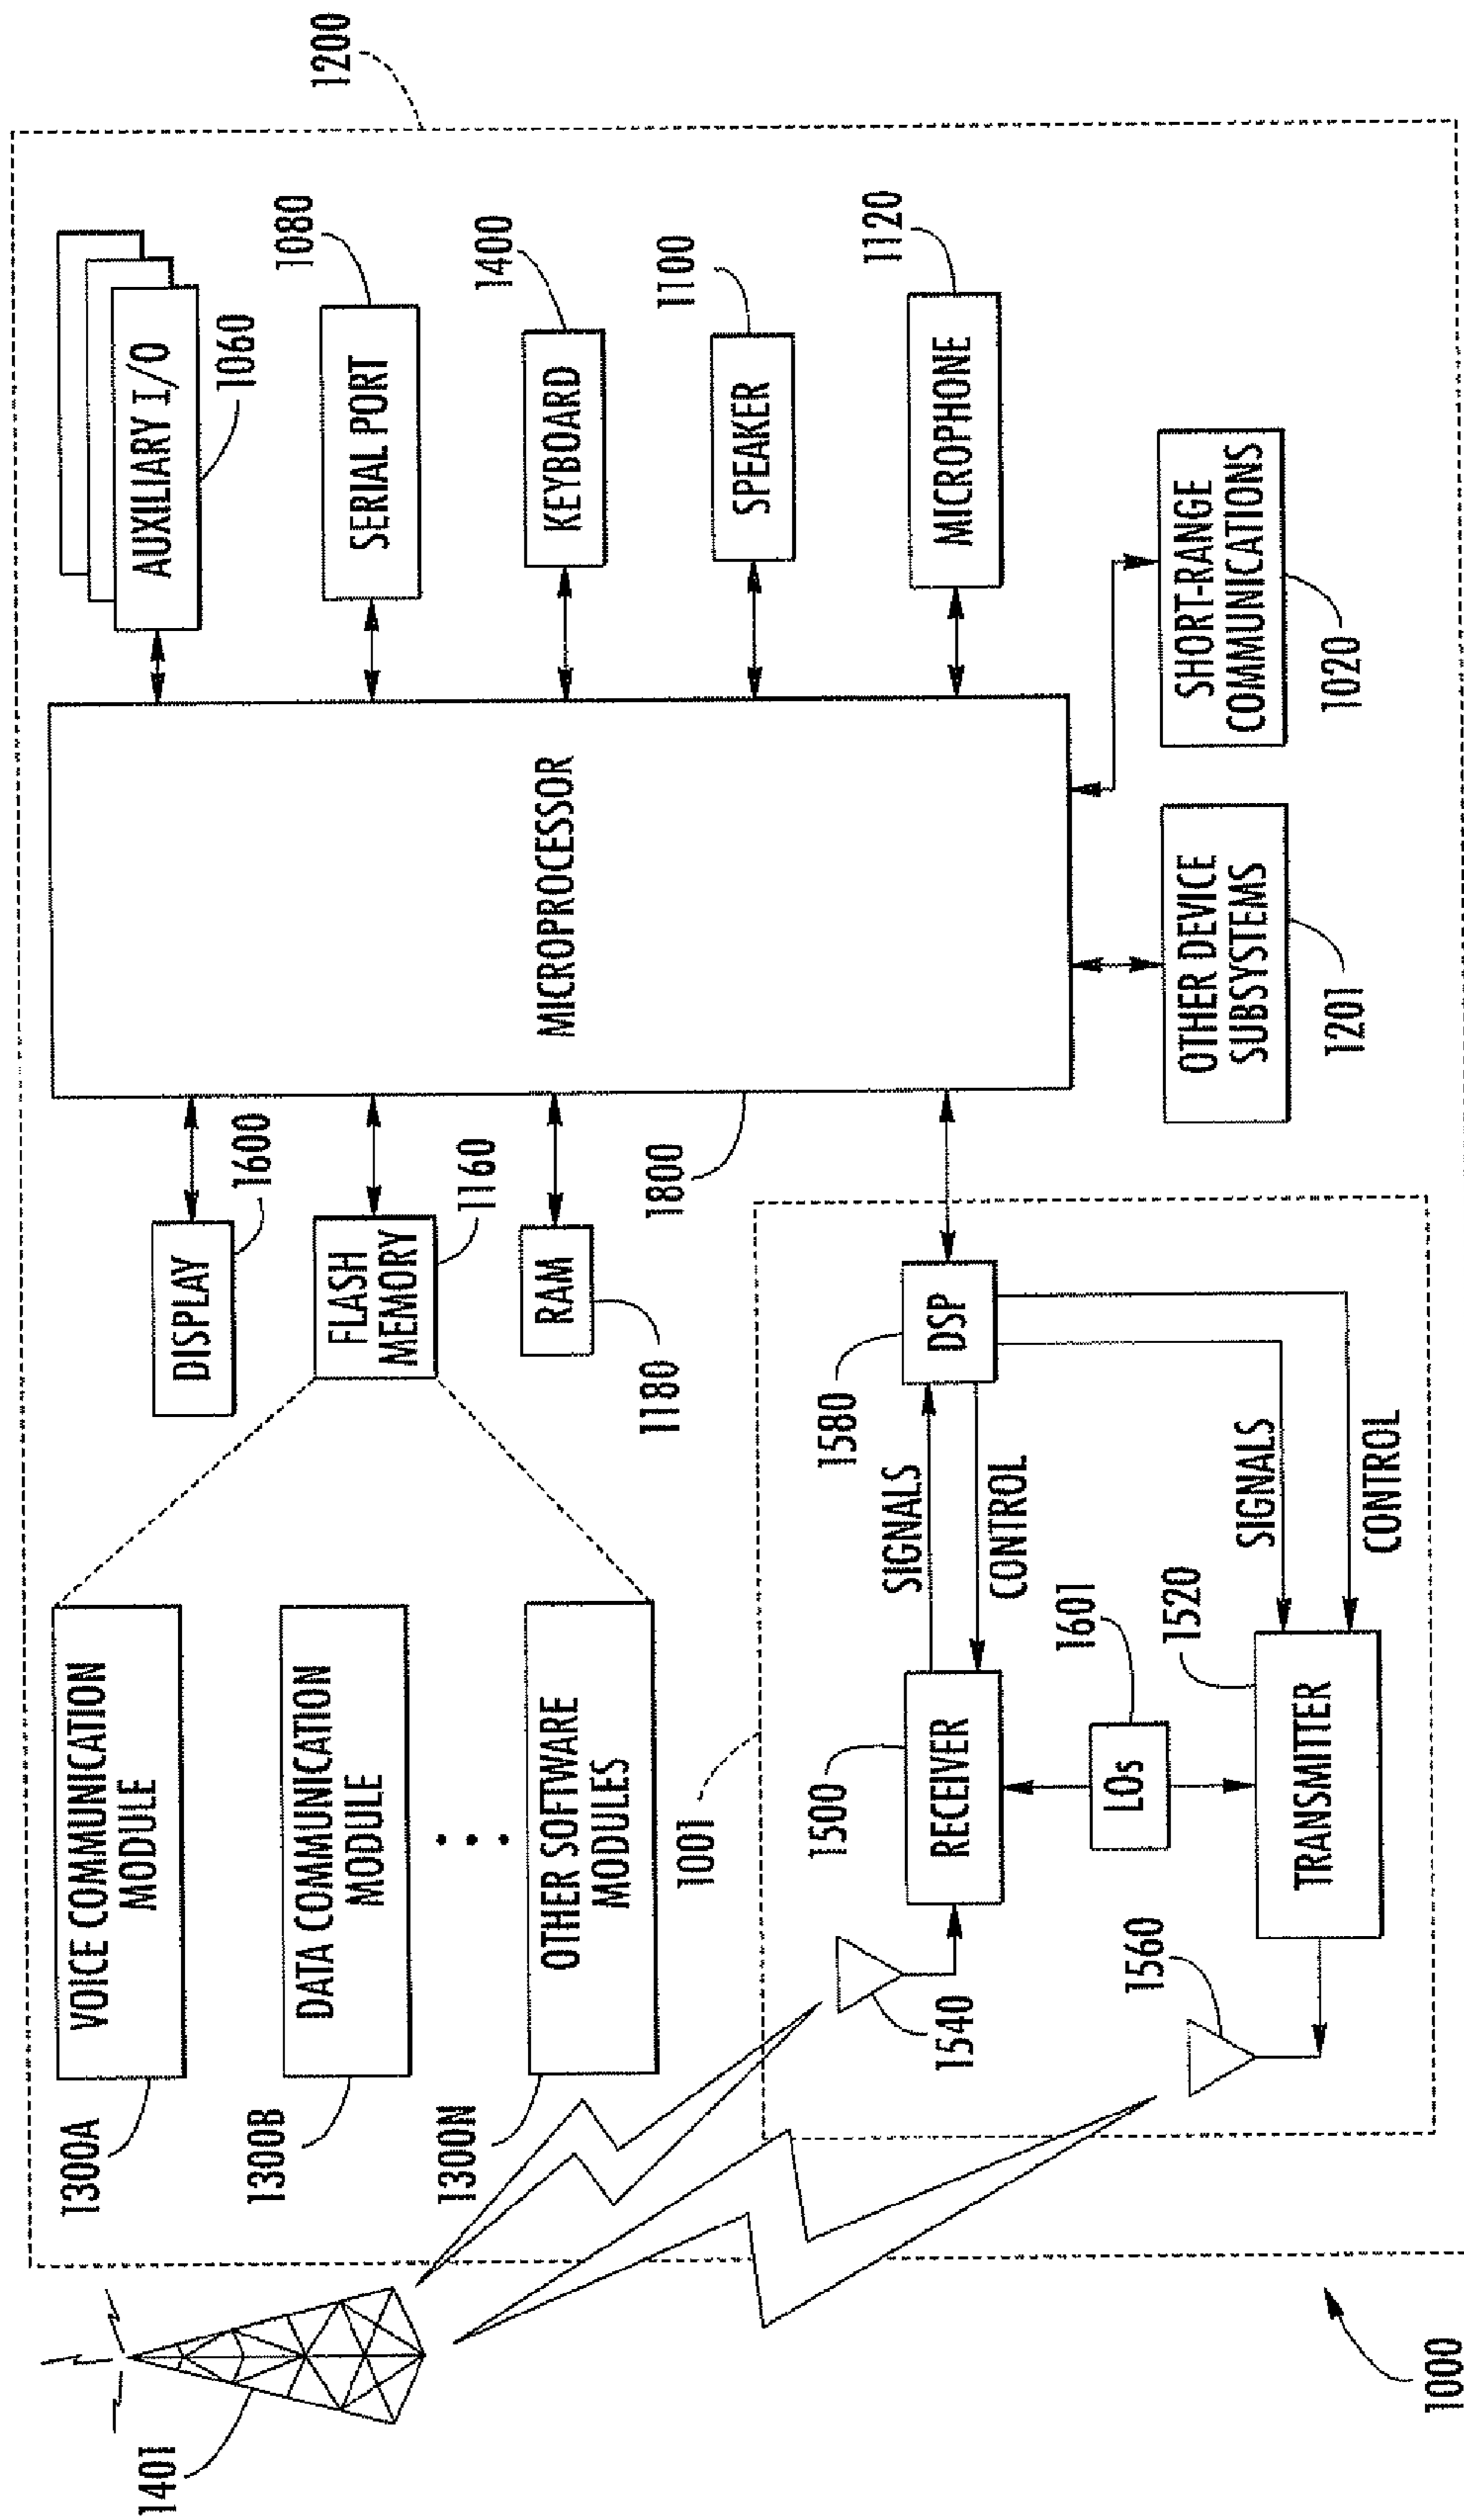 1401
1000
1300A
VOICE COMMUNICATION
MODULE
1300B
DATA COMMUNICATION
MODULE
1300N
OTHER SOFTWARE
MODULES
DISPLAY
1600
FLASH
MEMORY
1160
RAM
1180
1800
MICROPROCESSOR
AUXILIARY I/O
1060
SERIAL PORT
1080
KEYBOARD
1400
SPEAKER
1100
MICROPHONE
1120
SHORT-RANGE
COMMUNICATIONS
1020
OTHER DEVICE
SUBSYSTEMS
1201
1200
1001
1540
1500
RECEIVER
SIGNALS
CONTROL
1580
DSP
LOs
1601
1560
1520
TRANSMITTER
SIGNALS
CONTROL